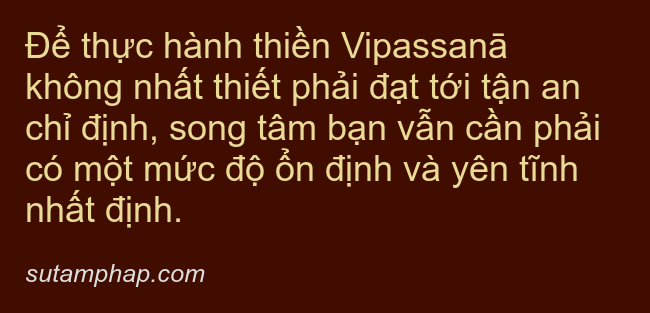 Để thực hành thiền Vipassanā
không nhất thiết phải đạt tới tận an
chỉ định, song tâm bạn vẫn cần phải
có một mức độ ổn định và yên tĩnh
nhất định.
sutamphap.com